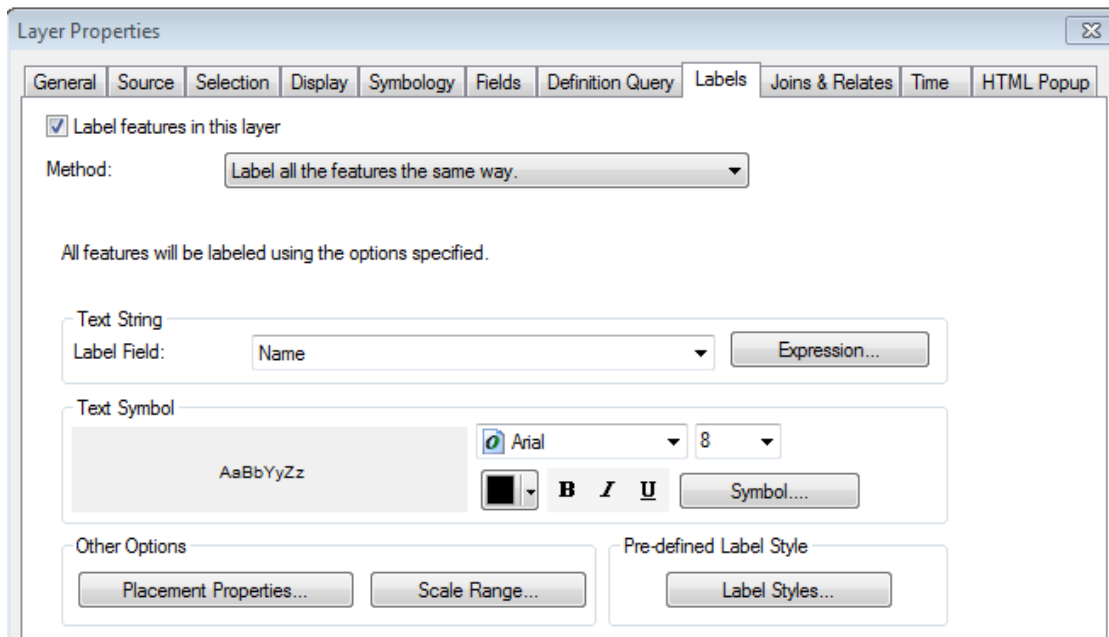 Layer Properties
General Source Selection Display Symbology Fields Definition Query Labels Joins & Relates Time HTML Popup
Label features in this layer
Method: Label all the features the same way.
All features will be labeled using the options specified.
Text String
Label Field: Name Expression...
Text Symbol
AaBbYyZz
Arial 8
B I U Symbol....
Other Options Pre-defined Label Style
Placement Properties... Scale Range... Label Styles...